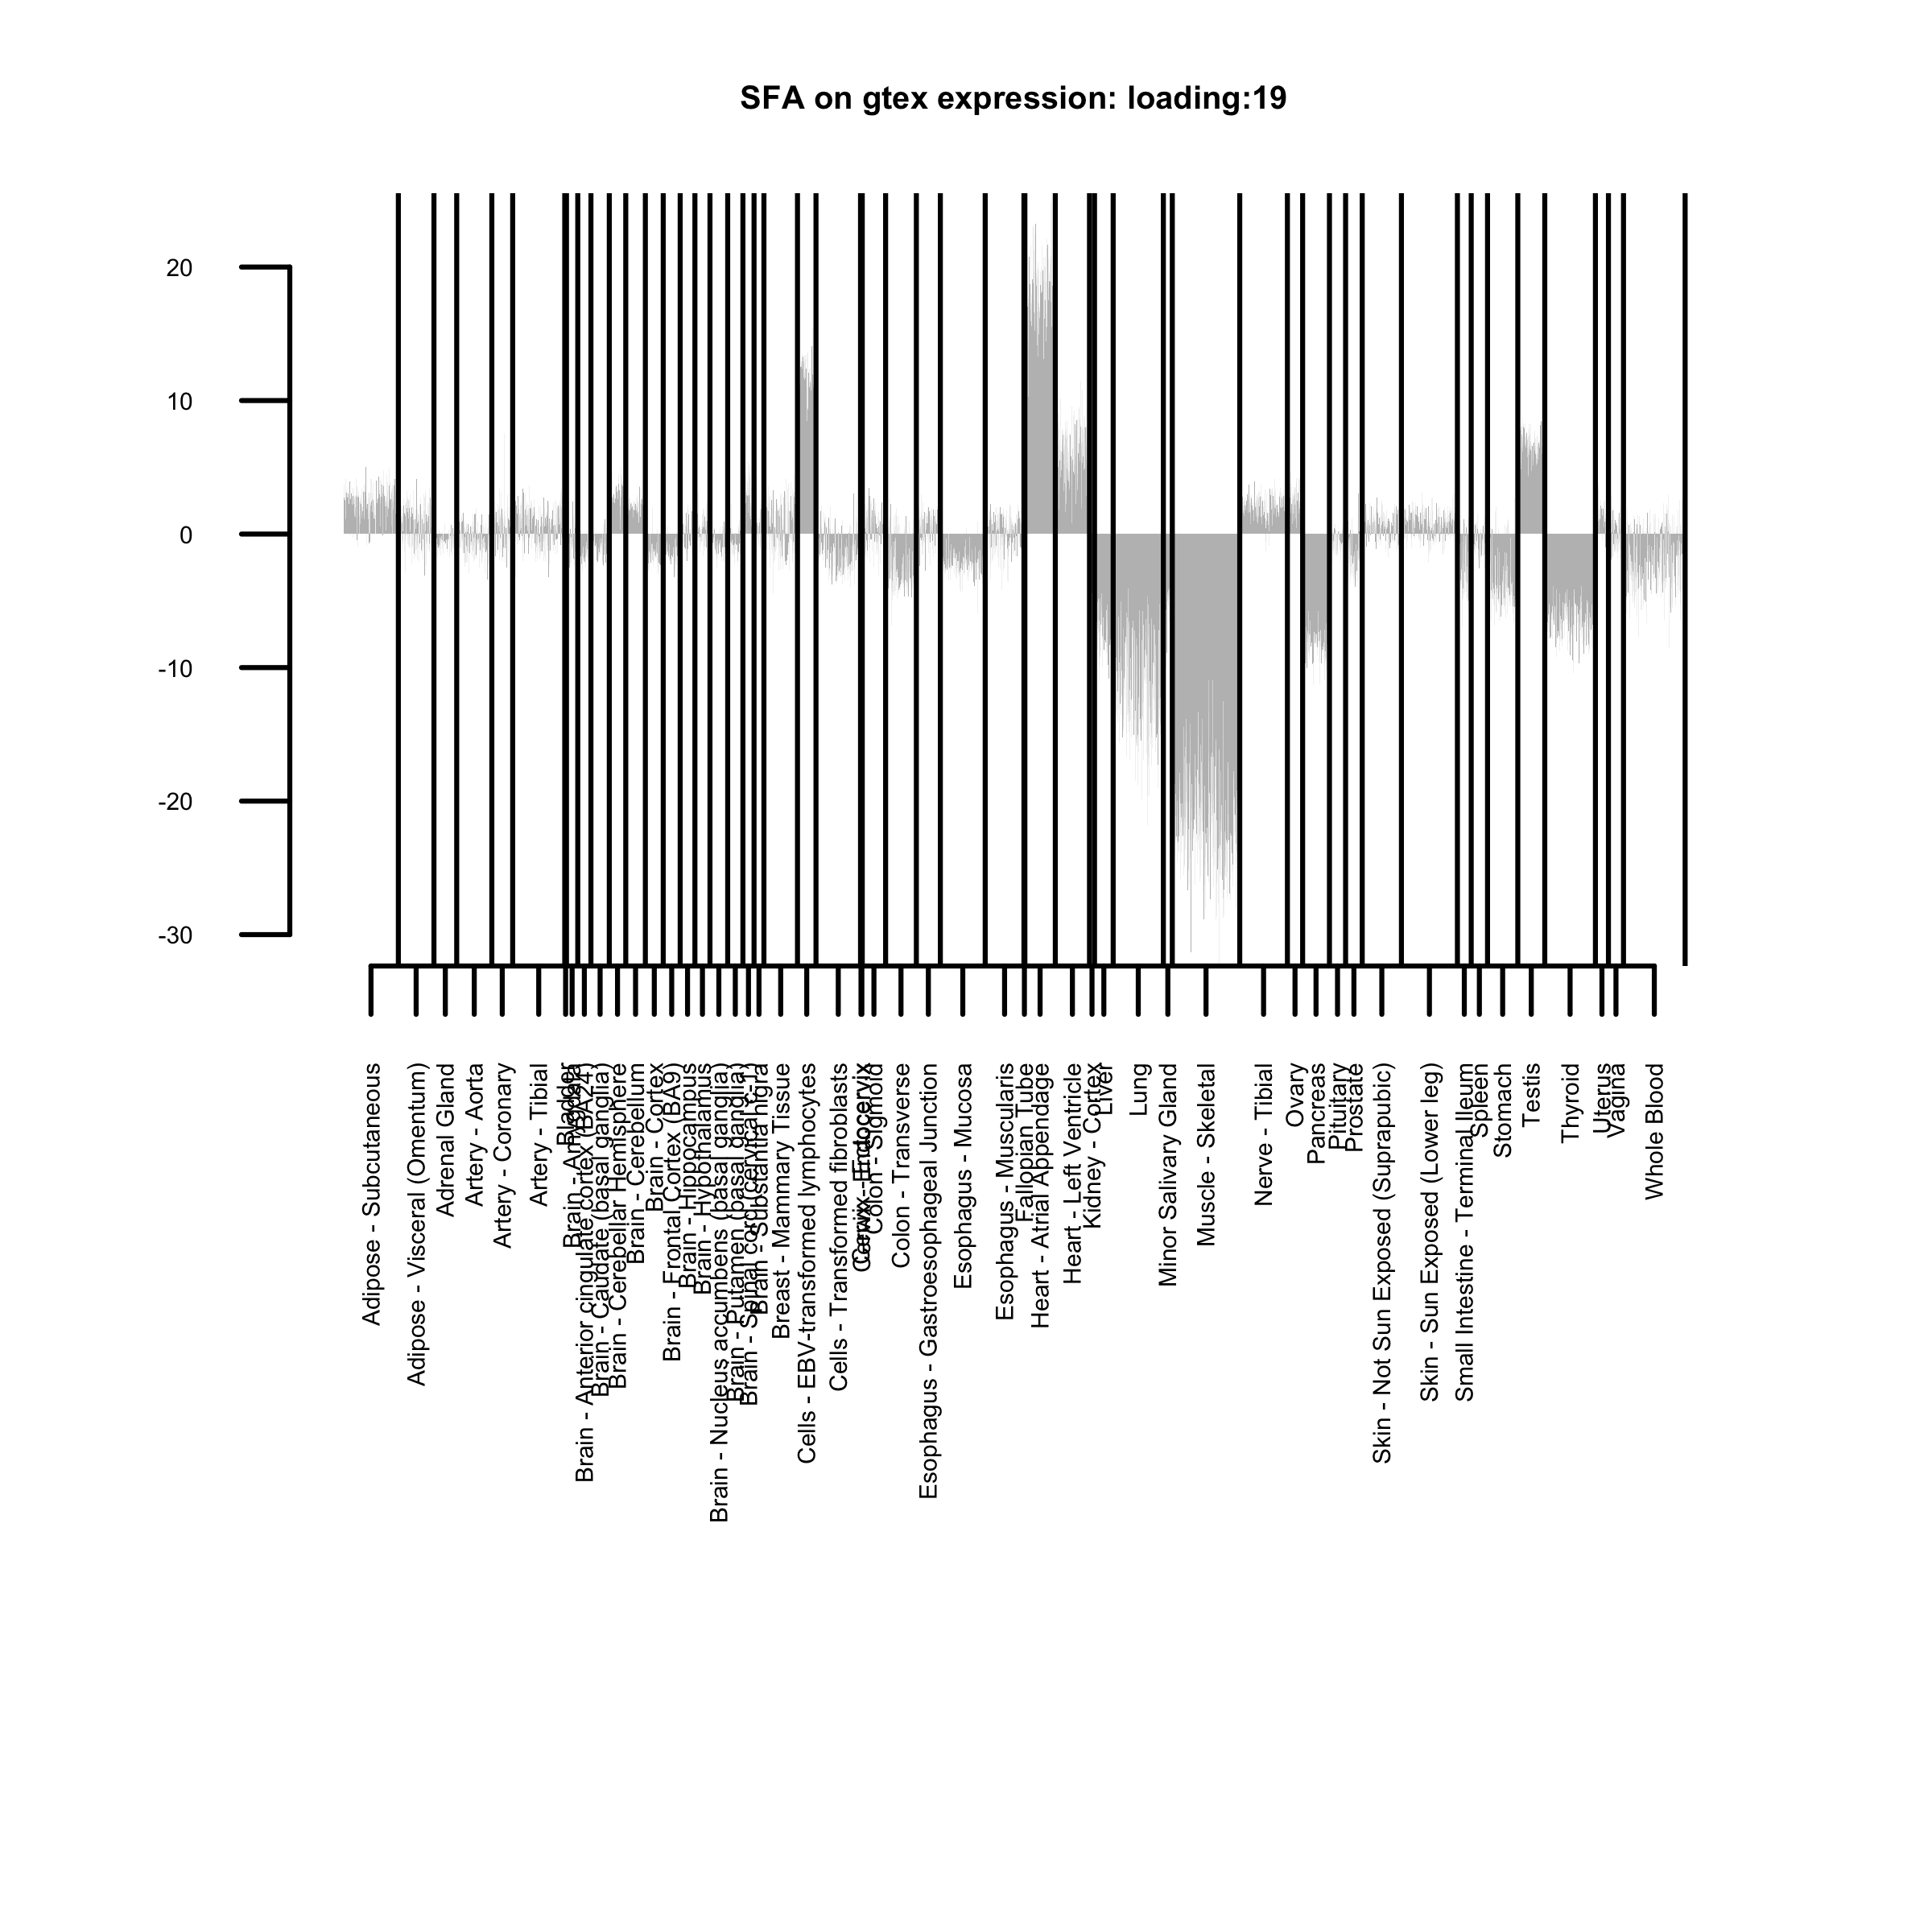 SFA on gtex expression: loading:19
20
10
0
-10
-20
-30
Adipose - Subcutaneous
Adipose - Visceral (Omentum)
Adrenal Gland
Artery - Aorta
Artery - Coronary
Artery - Tibial
Bladder
Brain - Amygdala
Brain - Anterior cingulate cortex (BA24)
Brain - Caudate (basal ganglia)
Brain - Cerebellar Hemisphere
Brain - Cerebellum
Brain - Cortex
Brain - Frontal Cortex (BA9)
Brain - Hippocampus
Brain - Hypothalamus
Brain - Nucleus accumbens (basal ganglia)
Brain - Putamen (basal ganglia)
Brain - Spinal cord (cervical c-1)
Brain - Substantia nigra
Breast - Mammary Tissue
Cells - EBV-transformed lymphocytes
Cells - Transformed fibroblasts
Cervix - Endocervix
Colon - Sigmoid
Colon - Transverse
Esophagus - Gastroesophageal Junction
Esophagus - Mucosa
Esophagus - Muscularis
Fallopian Tube
Heart - Atrial Appendage
Heart - Left Ventricle
Kidney - Cortex
Liver
Lung
Minor Salivary Gland
Muscle - Skeletal
Nerve - Tibial
Ovary
Pancreas
Pituitary
Prostate
Skin - Not Sun Exposed (Suprapubic)
Skin - Sun Exposed (Lower leg)
Small Intestine - Terminal Ileum
Spleen
Stomach
Testis
Thyroid
Uterus
Vagina
Whole Blood